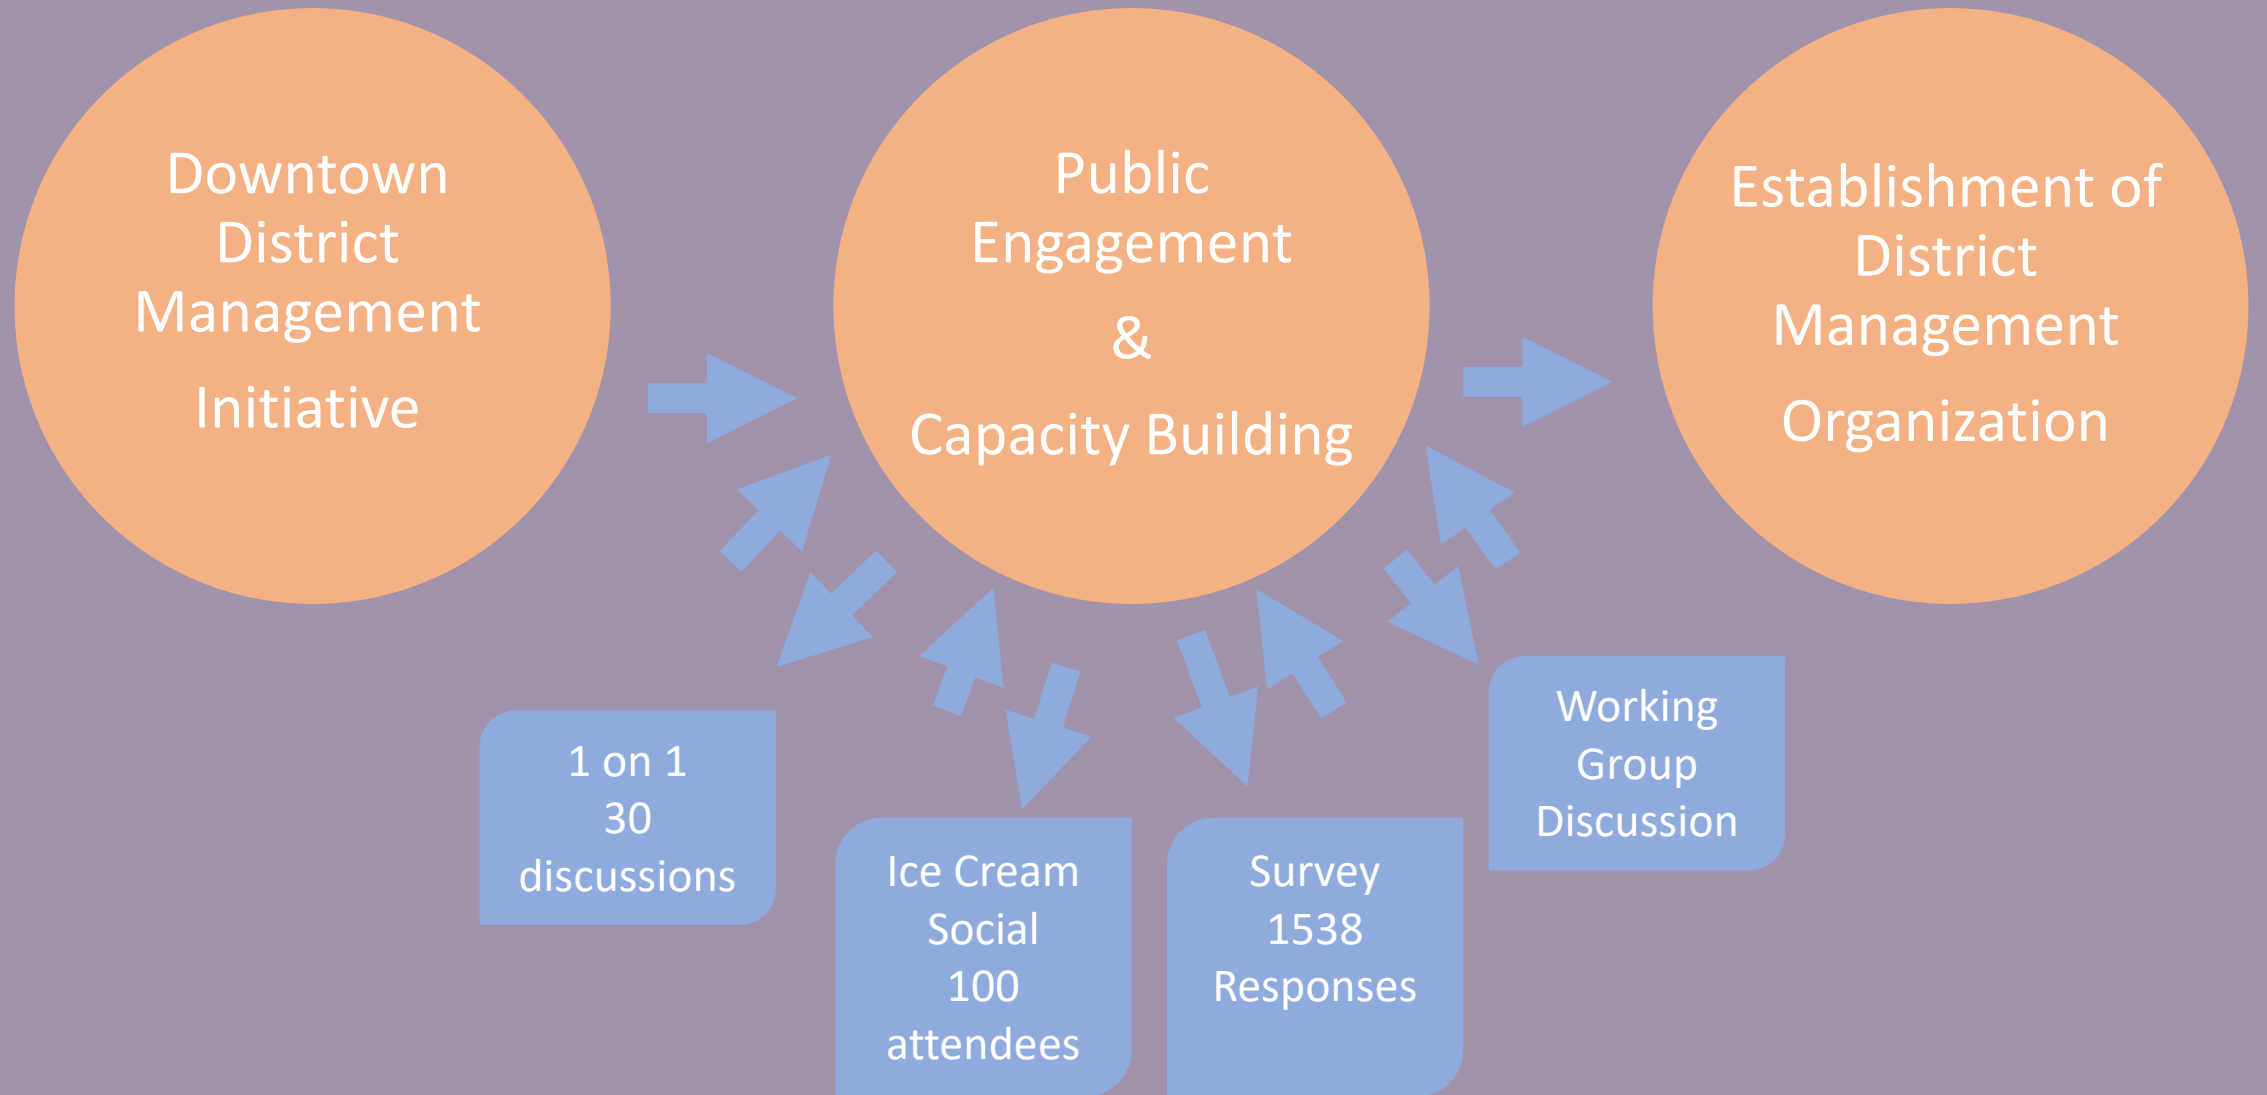 Downtown
District
Management
Initiative
Public
Engagement
&
Capacity Building
Establishment of
District
Management
Organization
1 on 1
30
discussions
Ice Cream
Social
100
attendees
Survey
1538
Responses
Working
Group
Discussion